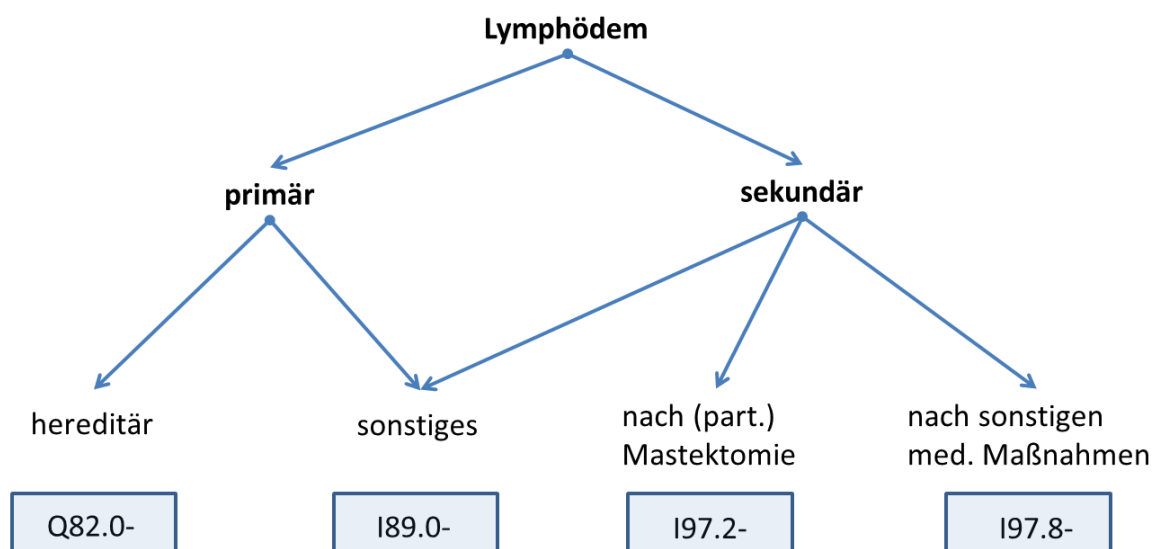 Lymphödem
primär
sekundär
hereditär
sonstiges
nach (part.)
Mastektomie
nach sonstigen
med. Maßnahmen
Q82.0-
I89.0-
I97.2-
I97.8-